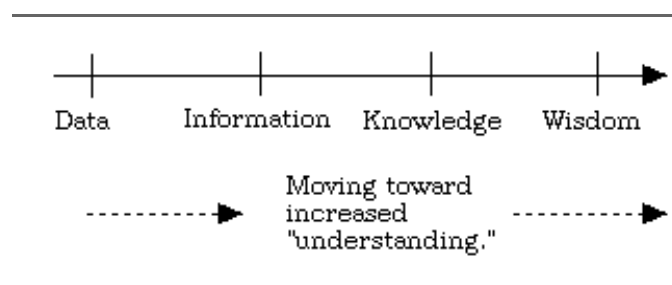 Data Information Knowledge Wisdom
Moving toward
increased
"understanding."